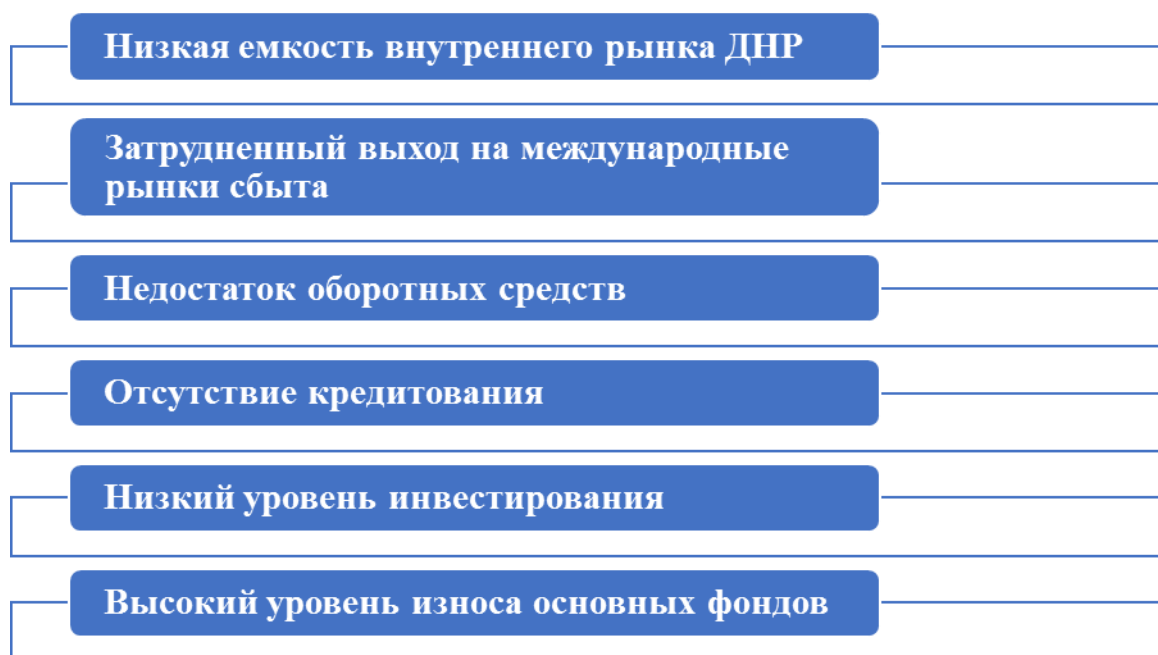 Низкая емкость внутреннего рынка ДНР
Затрудненный выход на международные
рынки сбыта
Недостаток оборотных средств
Отсутствие кредитования
Низкий уровень инвестирования
Высокий уровень износа основных фондов